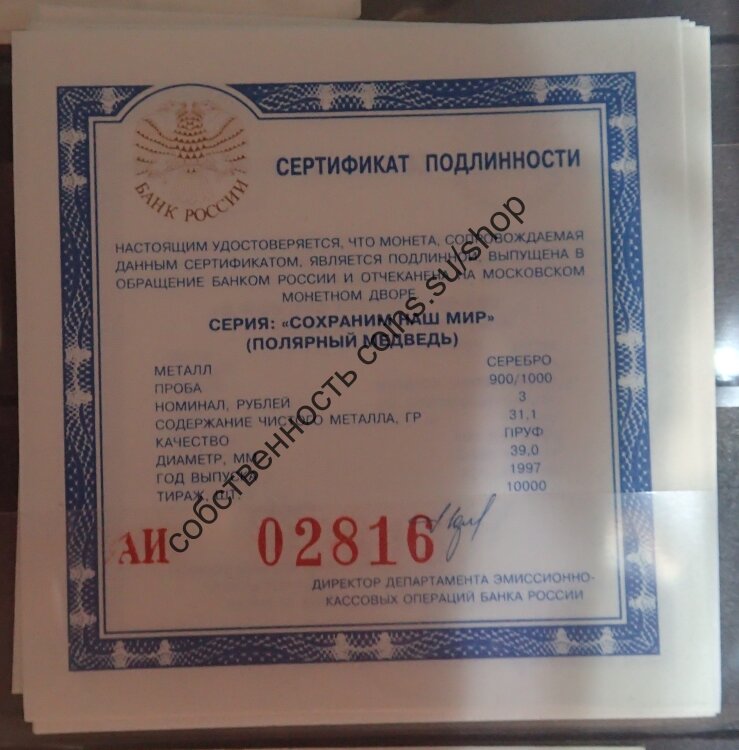 БАНК РОССИИ
СЕРТИФИКАТ ПОДЛИННОСТИ
НАСТОЯЩИМ УДОСТОВЕРЯЕТСЯ, ЧТО МОНЕТА, СОПРОВОЖДАЕМАЯ
ДАННЫМ СЕРТИФИКАТОМ, ЯВЛЯЕТСЯ ПОДЛИННОЙ, ВЫПУЩЕНА В
ОБРАЩЕНИЕ БАНКОМ РОССИИ И ОТЧЕКАНЕНА НА МОСКОВСКОМ
МОНЕТНОМ ДВОРЕ.
СЕРИЯ: «СОХРАНИМ НАШ МИР»
(ПОЛЯРНЫЙ МЕДВЕДЬ)
МЕТАЛЛ СЕРЕБРО
ПРОБА 900/1000
НОМИНАЛ, РУБЛЕЙ 3
СОДЕРЖАНИЕ ЧИСТОГО МЕТАЛЛА, ГР 31,1
КАЧЕСТВО ПРУФ
ДИАМЕТР, ММ 39,0
ГОД ВЫПУСКА 1997
ТИРАЖ, ШТ. 10000
АИ 02816
ДИРЕКТОР ДЕПАРТАМЕНТА ЭМИССИОННО-
КАССОВЫХ ОПЕРАЦИЙ БАНКА РОССИИ
собственность coins.su/shop